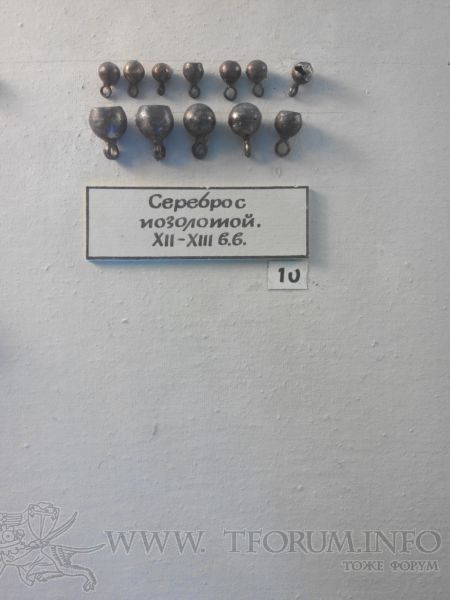 Серебро с
позолотой.
XII-XIII в.в.
10
WWW. TFORUM.INFO
ТОЖЕ ФОРУМ